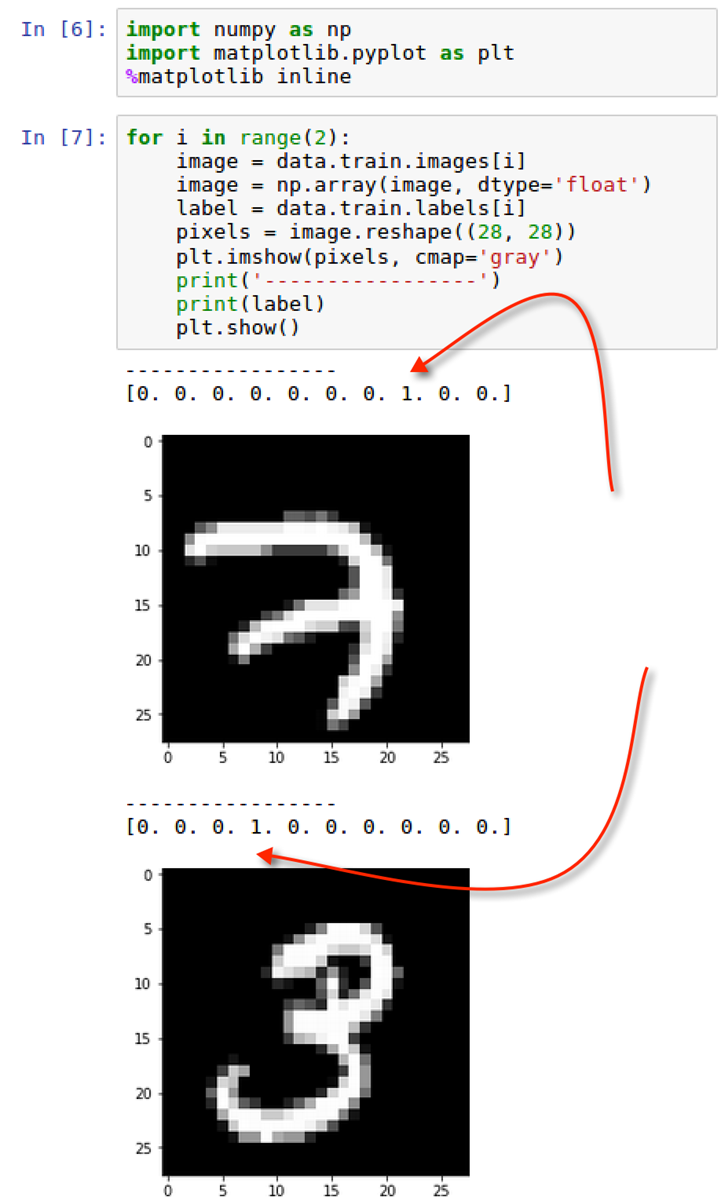 In [6]: import numpy as np
import matplotlib.pyplot as plt
%matplotlib inline
In [7]: for i in range(2):
    image = data.train.images[i]
    image = np.array(image, dtype='float')
    label = data.train.labels[i]
    pixels = image.reshape((28, 28))
    plt.imshow(pixels, cmap='gray')
    print('-----------------')
    print(label)
    plt.show()
-----------------
[0. 0. 0. 0. 0. 0. 0. 1. 0. 0.]
0
5
10
15
20
25
0 5 10 15 20 25
7
-----------------
[0. 0. 0. 1. 0. 0. 0. 0. 0. 0.]
0
5
10
15
20
25
0 5 10 15 20 25
3